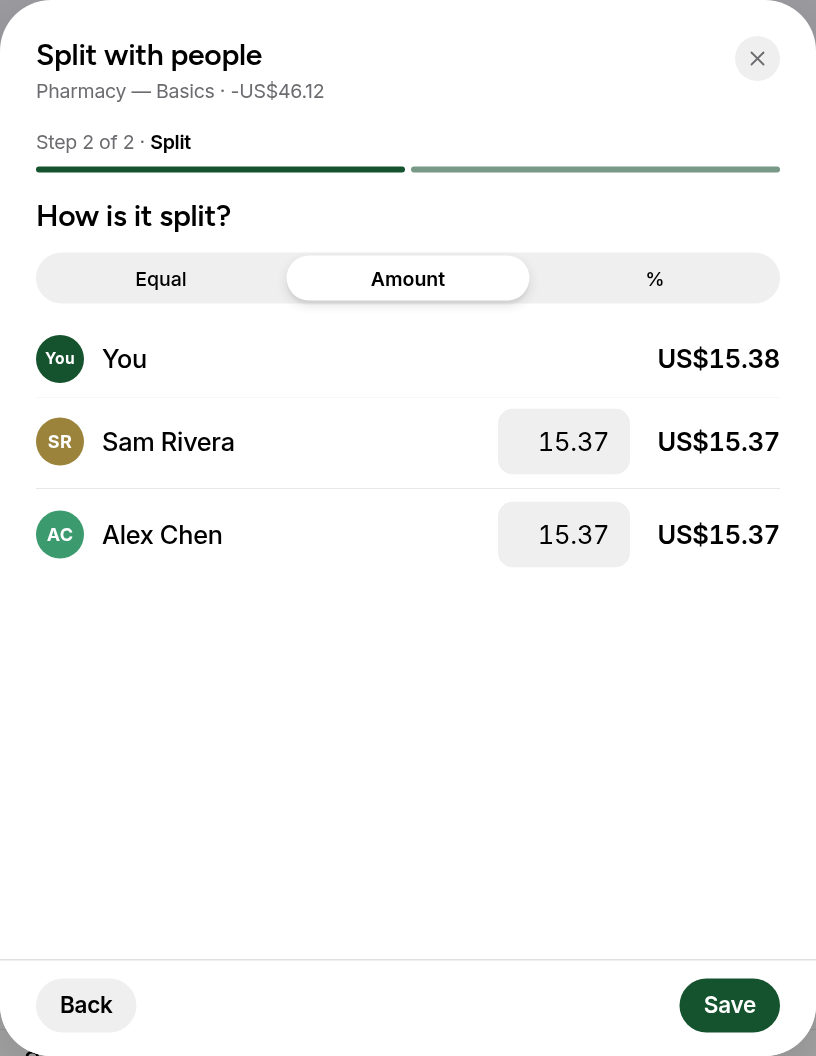 Split with people
Pharmacy — Basics · -US$46.12
Step 2 of 2 · Split
How is it split?
Equal
Amount
%
You
You
US$15.38
SR
Sam Rivera
15.37
US$15.37
AC
Alex Chen
15.37
US$15.37
Back
Save